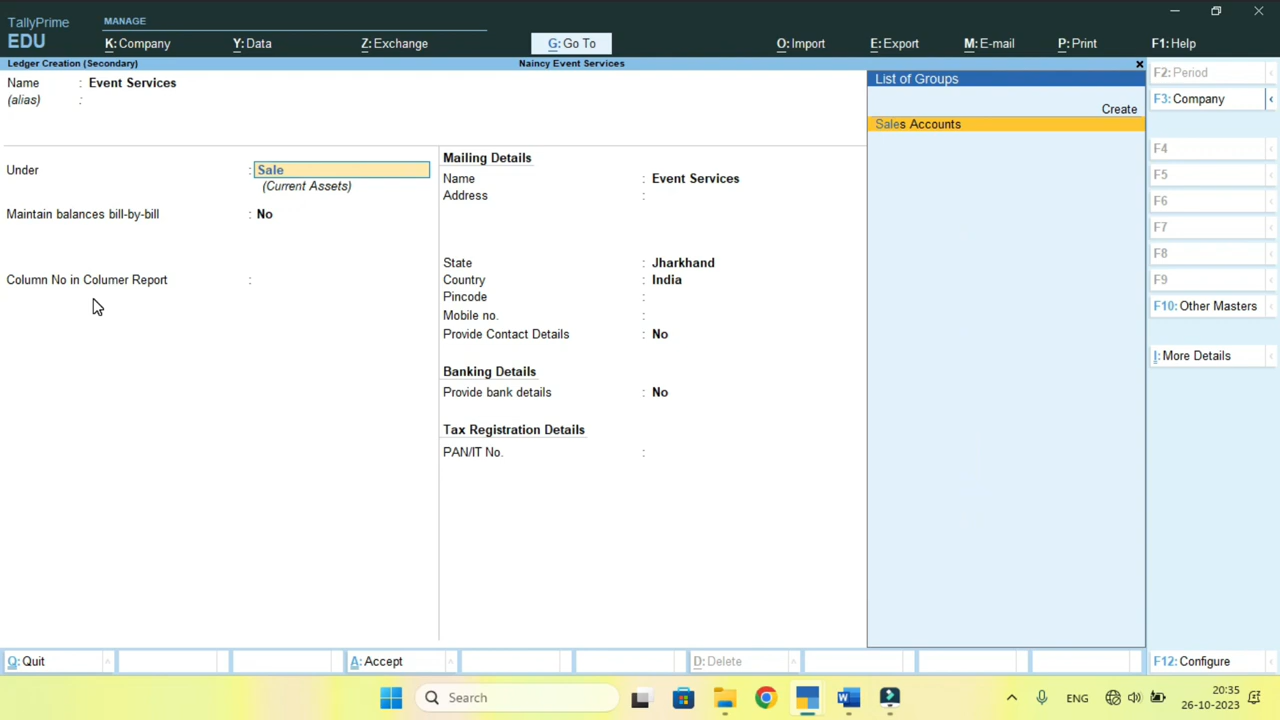 TallyPrime
EDU
MANAGE
K: Company
Y: Data
Z: Exchange
G: Go To
O: Import
E: Export
M: E-mail
P: Print
F1: Help
Ledger Creation (Secondary)
Naincy Event Services
Name : Event Services
(alias) :
Under : Sale
(Current Assets)
Maintain balances bill-by-bill : No
Column No in Columer Report :
Mailing Details
Name : Event Services
Address :
State : Jharkhand
Country : India
Pincode :
Mobile no. :
Provide Contact Details : No
Banking Details
Provide bank details : No
Tax Registration Details
PAN/IT No. :
List of Groups
Create
Sales Accounts
F2: Period
F3: Company
F4
F5
F6
F7
F8
F9
F10: Other Masters
I: More Details
Q: Quit
A: Accept
D: Delete
F12: Configure
Search
ENG
20:35
26-10-2023